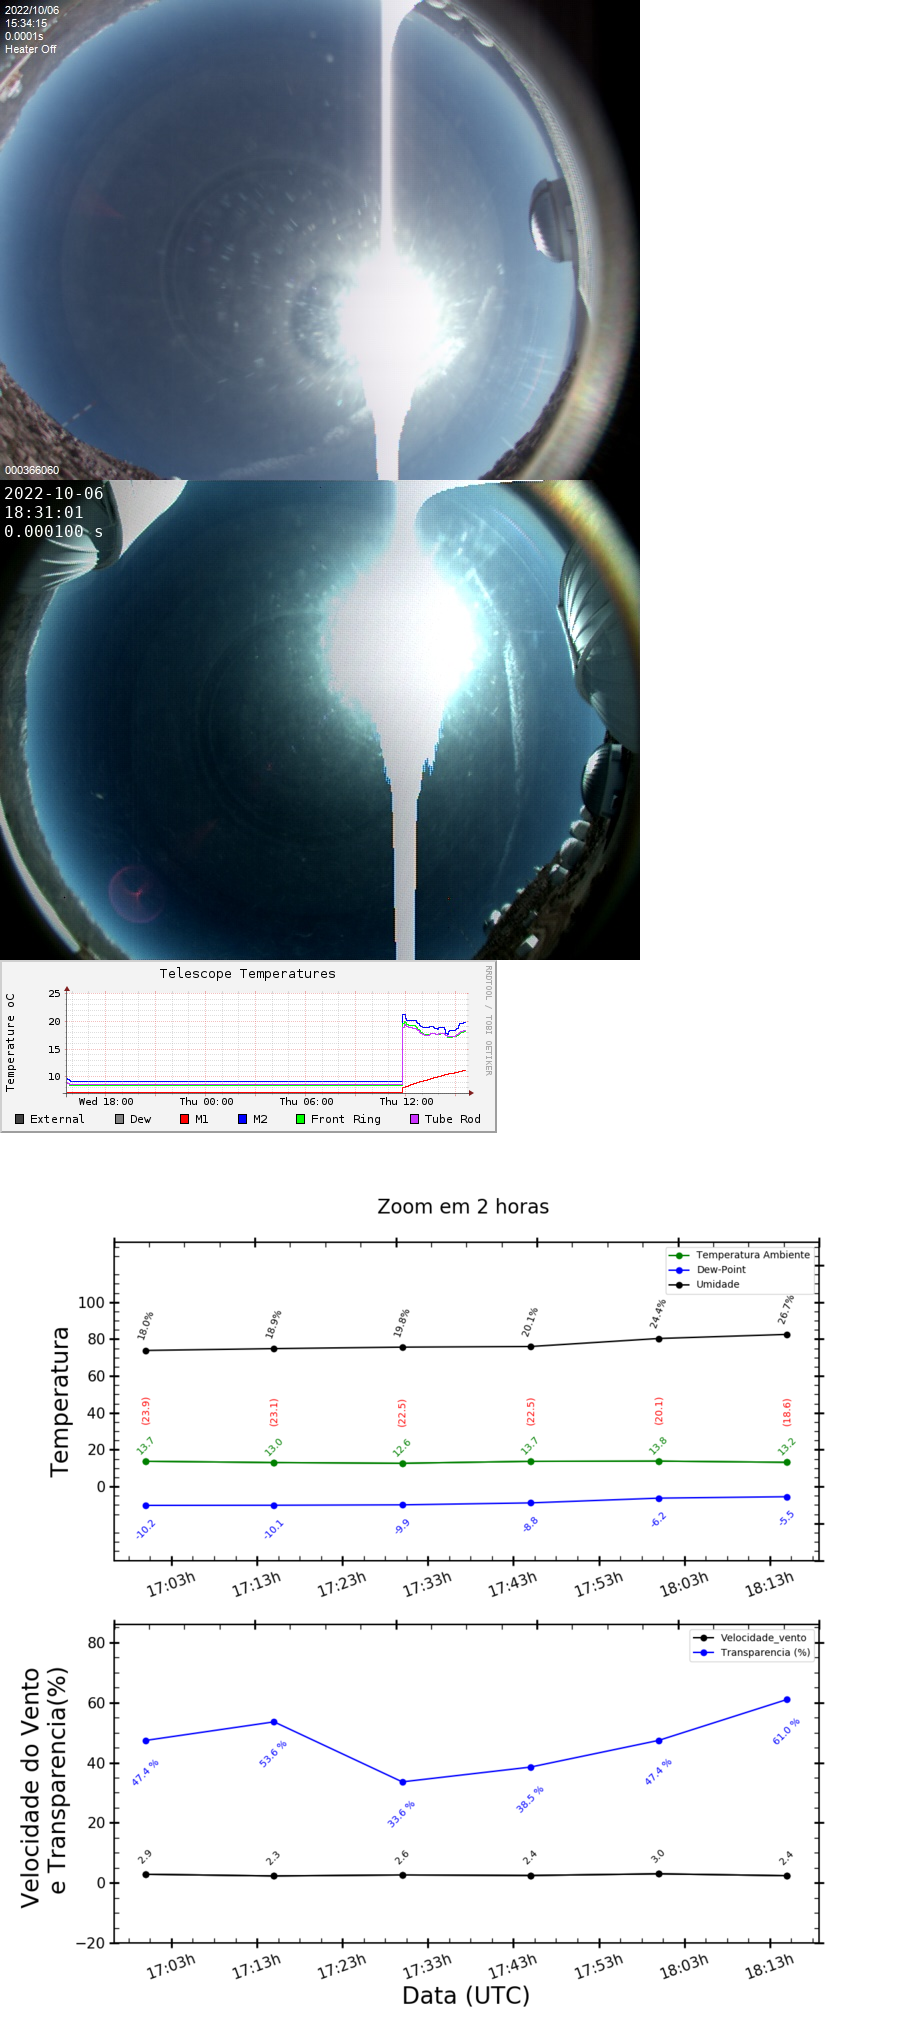 2022/10/06
15:34:15
0.0001s
Heater Off
000366060
2022-10-06
18:31:01
0.000100 s
Telescope Temperatures
RRDTOOL / TOBI OETIKER
Temperature oC
25
20
15
10
Wed 18:00 Thu 00:00 Thu 06:00 Thu 12:00
External Dew M1 M2 Front Ring Tube Rod
Zoom em 2 horas
Temperatura Ambiente
Dew-Point
Umidade
Temperatura
100
80
60
40
20
0
18.0% 18.9% 19.8% 20.1% 24.4% 26.7%
(23.9) (23.1) (22.5) (22.5) (20.1) (18.6)
13.7 13.0 12.6 13.7 13.8 13.2
-10.2 -10.1 -9.9 -8.8 -6.2 -5.5
17:03h 17:13h 17:23h 17:33h 17:43h 17:53h 18:03h 18:13h
Velocidade_vento
Transparencia (%)
Velocidade do Vento
e Transparencia(%)
80
60
40
20
0
−20
47.4 % 53.6 % 33.6 % 38.5 % 47.4 % 61.0 %
2.9 2.3 2.6 2.4 3.0 2.4
17:03h 17:13h 17:23h 17:33h 17:43h 17:53h 18:03h 18:13h
Data (UTC)